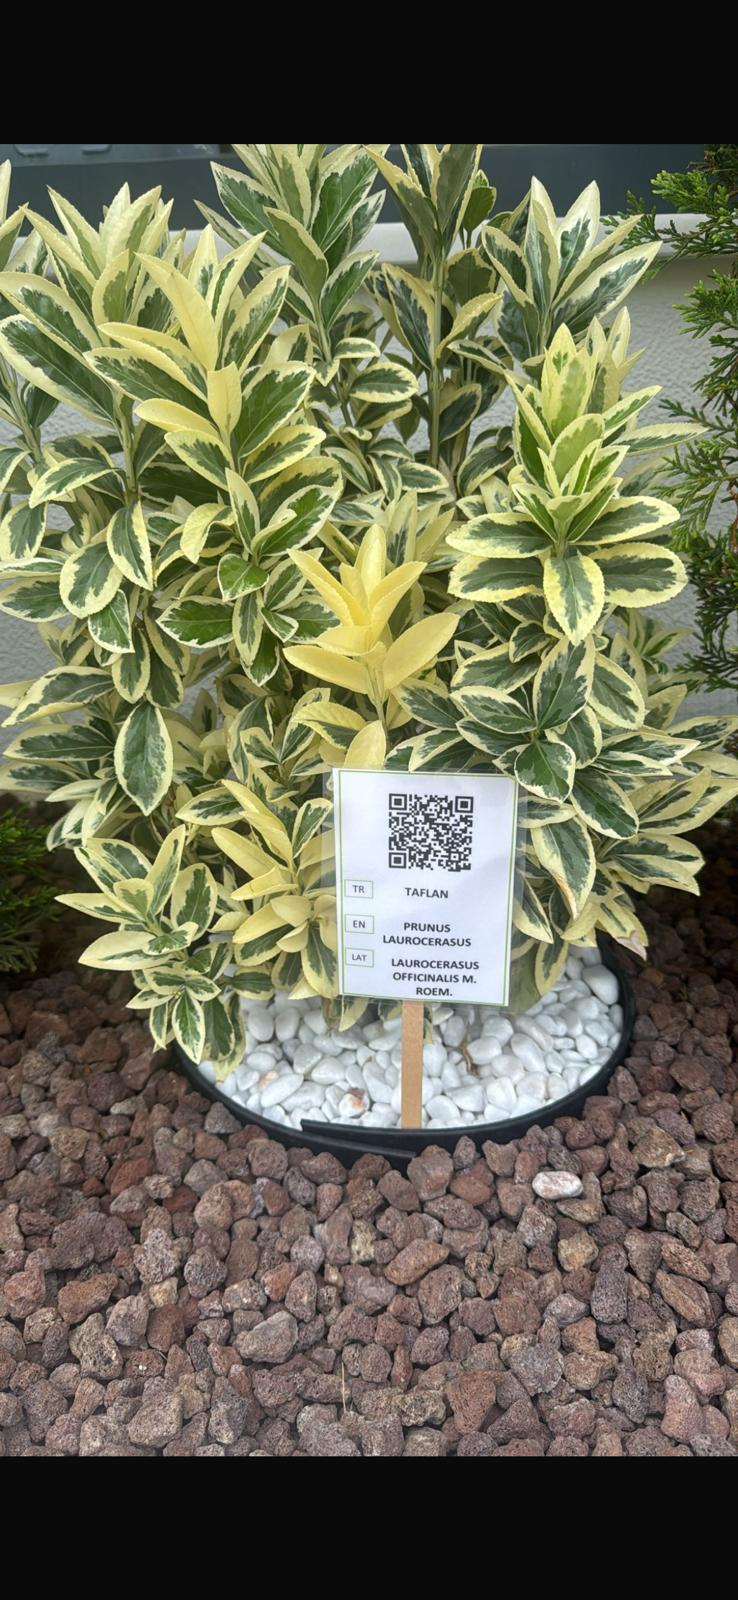 TR TAFLAN
EN PRUNUS
LAUROCERASUS
LAT LAUROCERASUS
OFFICINALIS M.
ROEM.